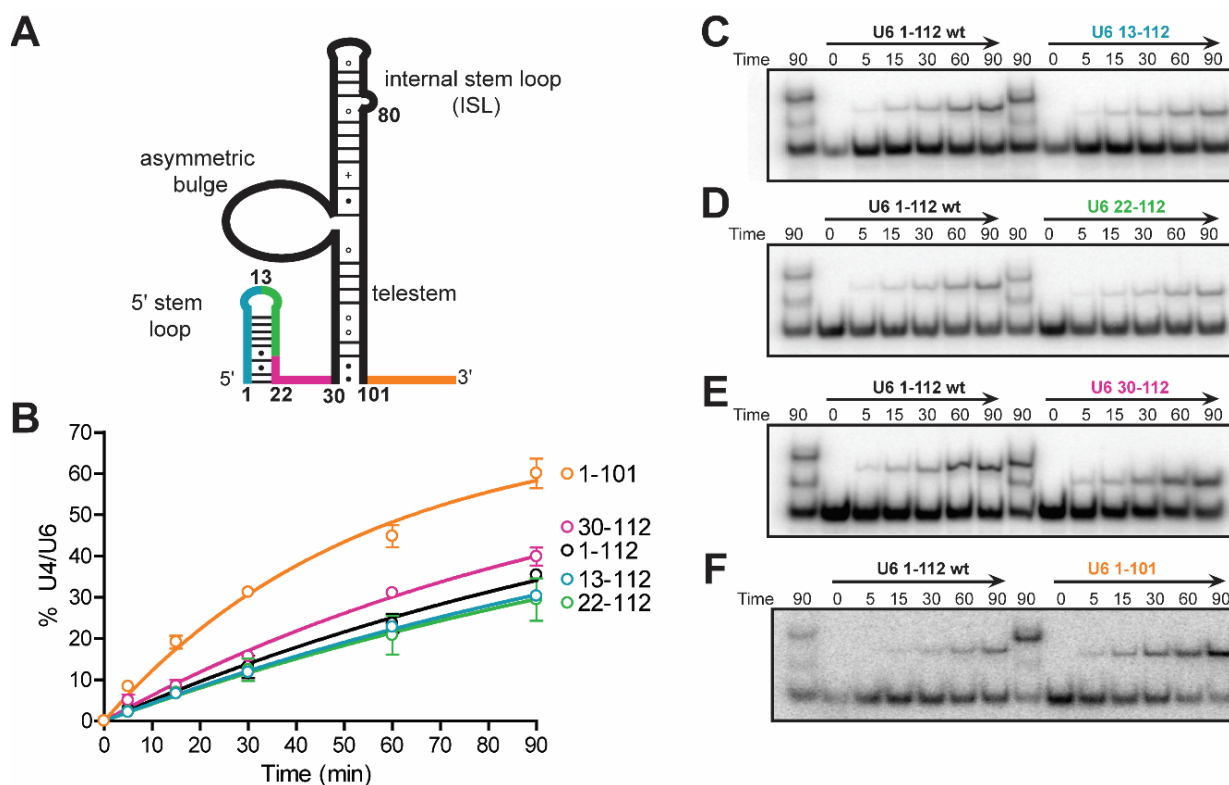 A
internal stem loop
(ISL)
80
asymmetric
bulge
13
5' stem
loop
telestem
5'
3'
1
22
30
101
B
% U4/U6
70
60
50
40
30
20
10
0
1-101
30-112
1-112
13-112
22-112
0 10 20 30 40 50 60 70 80 90
Time (min)
C
U6 1-112 wt
U6 13-112
Time 90 0 5 15 30 60 90 90 0 5 15 30 60 90
D
U6 1-112 wt
U6 22-112
Time 90 0 5 15 30 60 90 90 0 5 15 30 60 90
E
U6 1-112 wt
U6 30-112
Time 90 0 5 15 30 60 90 90 0 5 15 30 60 90
F
U6 1-112 wt
U6 1-101
Time 90 0 5 15 30 60 90 90 0 5 15 30 60 90